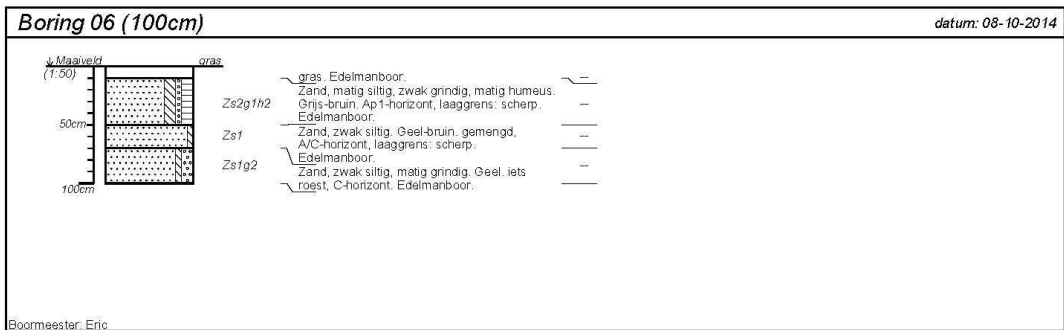 Boring 06 (100cm)
datum: 08-10-2014
↓ Maaiveld
gras
(1:50)
gras. Edelmanboor.
--
Zs2g1h2
Zand, matig siltig, zwak grindig, matig humeus.
Grijs-bruin. Ap1-horizont, laaggrens: scherp.
Edelmanboor.
--
50cm
Zs1
Zand, zwak siltig. Geel-bruin. gemengd,
A/C-horizont, laaggrens: scherp.
Edelmanboor.
--
Zs1g2
Zand, zwak siltig, matig grindig. Geel. iets
roest, C-horizont. Edelmanboor.
--
100cm
Boormeester: Eric